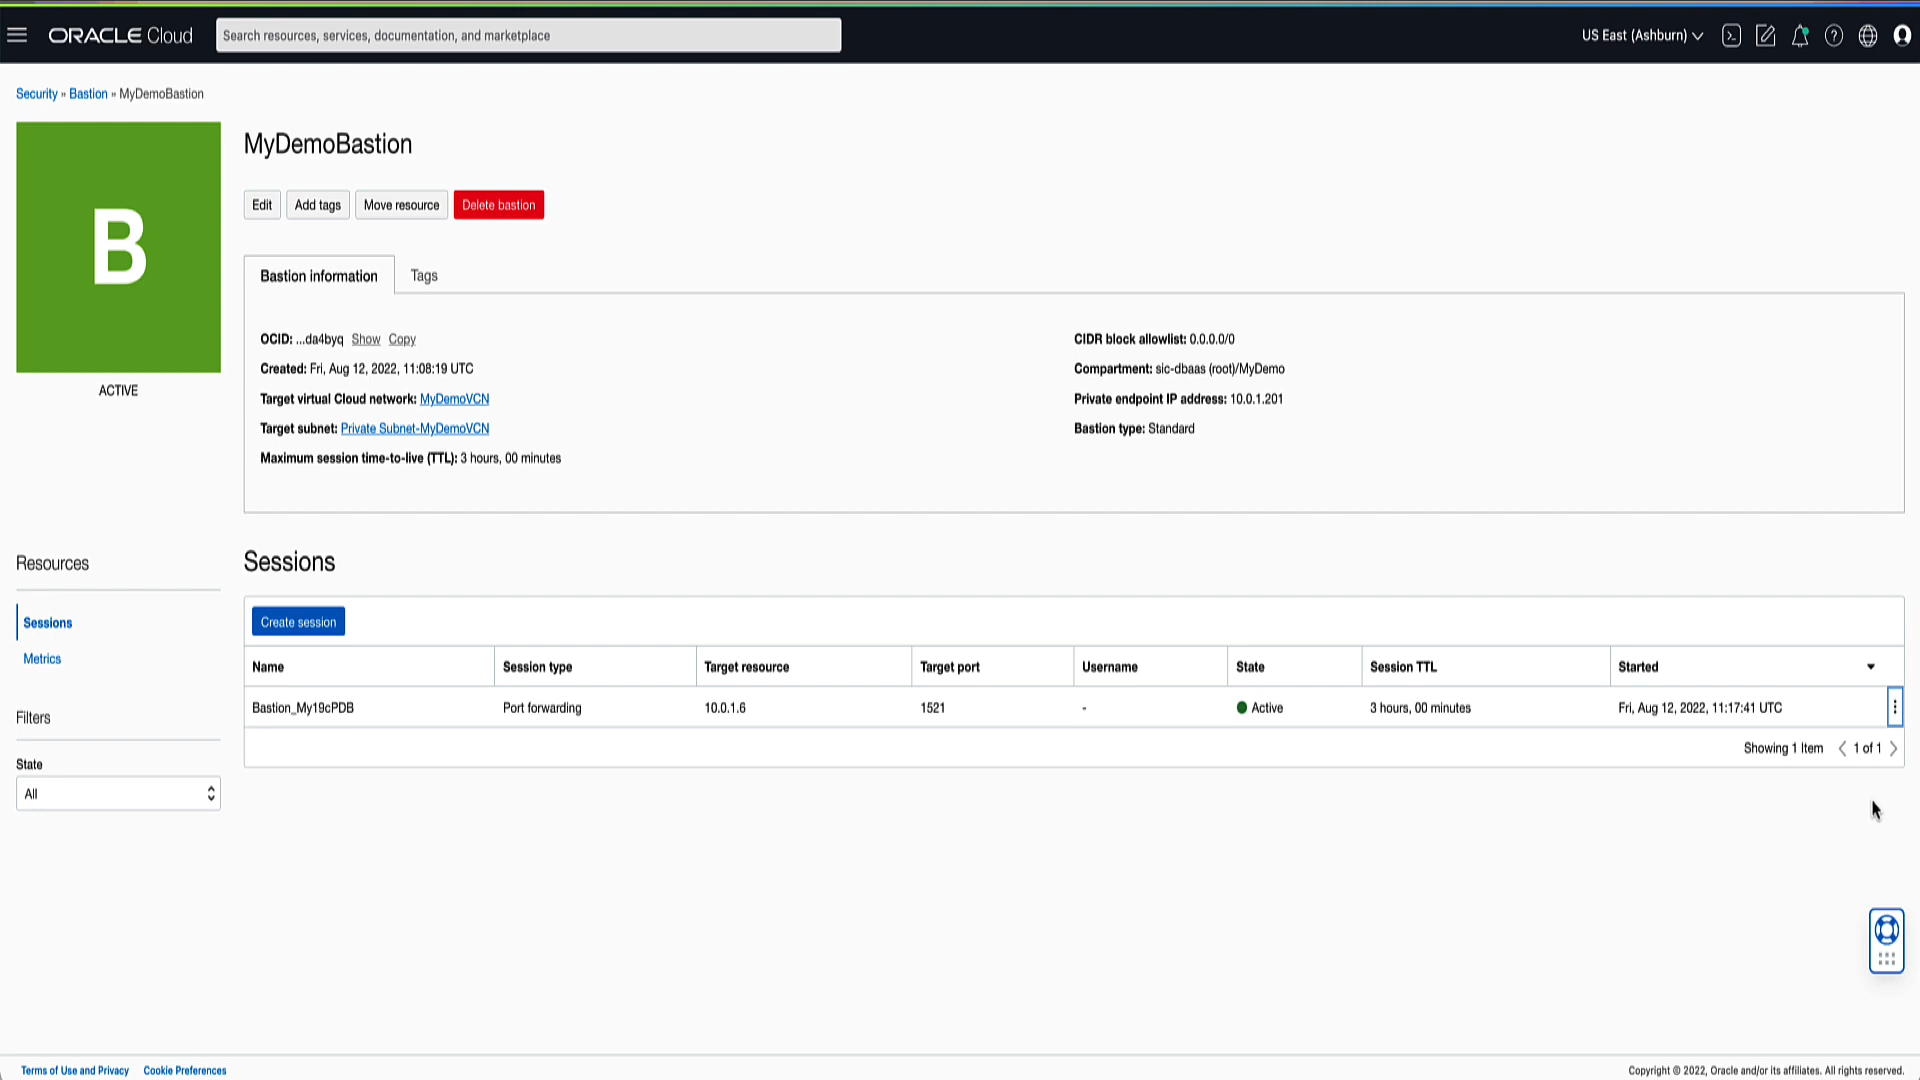 ORACLE Cloud
Search resources, services, documentation, and marketplace
US East (Ashburn)
Security » Bastion » MyDemoBastion
B
ACTIVE
MyDemoBastion
Edit
Add tags
Move resource
Delete bastion
Bastion information
Tags
OCID: ...da4byq Show Copy
Created: Fri, Aug 12, 2022, 11:08:19 UTC
Target virtual Cloud network: MyDemoVCN
Target subnet: Private Subnet-MyDemoVCN
Maximum session time-to-live (TTL): 3 hours, 00 minutes
CIDR block allowlist: 0.0.0.0/0
Compartment: sic-dbaas (root)/MyDemo
Private endpoint IP address: 10.0.1.201
Bastion type: Standard
Resources
Sessions
Metrics
Filters
State
All
Sessions
Create session
Name Session type Target resource Target port Username State Session TTL Started
Bastion_My19cPDB Port forwarding 10.0.1.6 1521 - Active 3 hours, 00 minutes Fri, Aug 12, 2022, 11:17:41 UTC
Showing 1 Item < 1 of 1 >
Terms of Use and Privacy Cookie Preferences
Copyright © 2022, Oracle and/or its affiliates. All rights reserved.